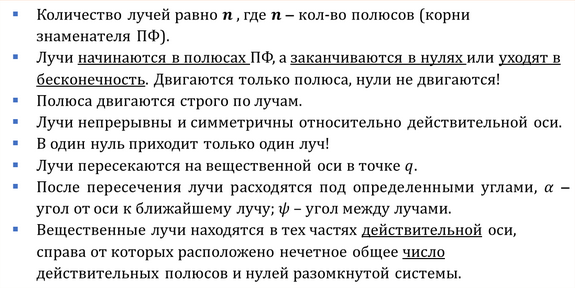 ▪ Количество лучей равно n , где n – кол-во полюсов (корни
знаменателя ПФ).
▪ Лучи начинаются в полюсах ПФ, а заканчиваются в нулях или уходят в
бесконечность. Двигаются только полюса, нули не двигаются!
▪ Полюса двигаются строго по лучам.
▪ Лучи непрерывны и симметричны относительно действительной оси.
▪ В один нуль приходит только один луч!
▪ Лучи пересекаются на вещественной оси в точке q.
▪ После пересечения лучи расходятся под определенными углами, α –
угол от оси к ближайшему лучу; ψ – угол между лучами.
▪ Вещественные лучи находятся в тех частях действительной оси,
справа от которых расположено нечетное общее число
действительных полюсов и нулей разомкнутой системы.